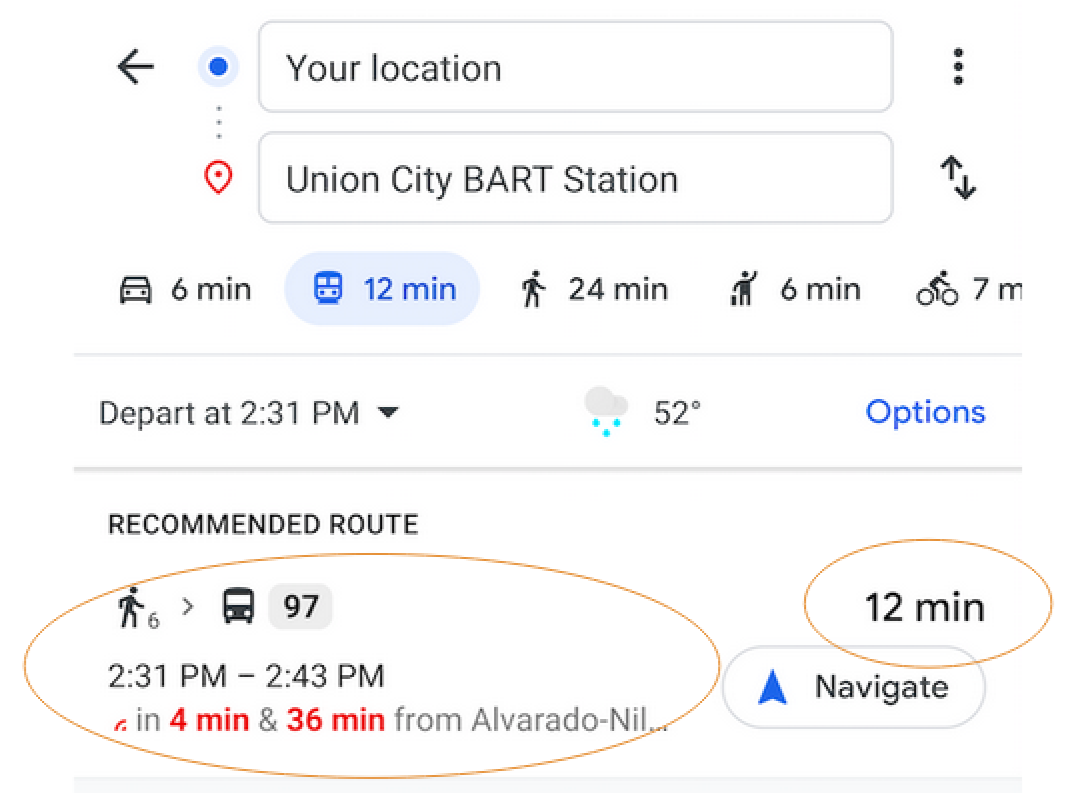 Your location
Union City BART Station
6 min 12 min 24 min 6 min 7 m
Depart at 2:31 PM 52° Options
RECOMMENDED ROUTE
6 97 12 min
2:31 PM – 2:43 PM
Navigate
in 4 min & 36 min from Alvarado-Nil...